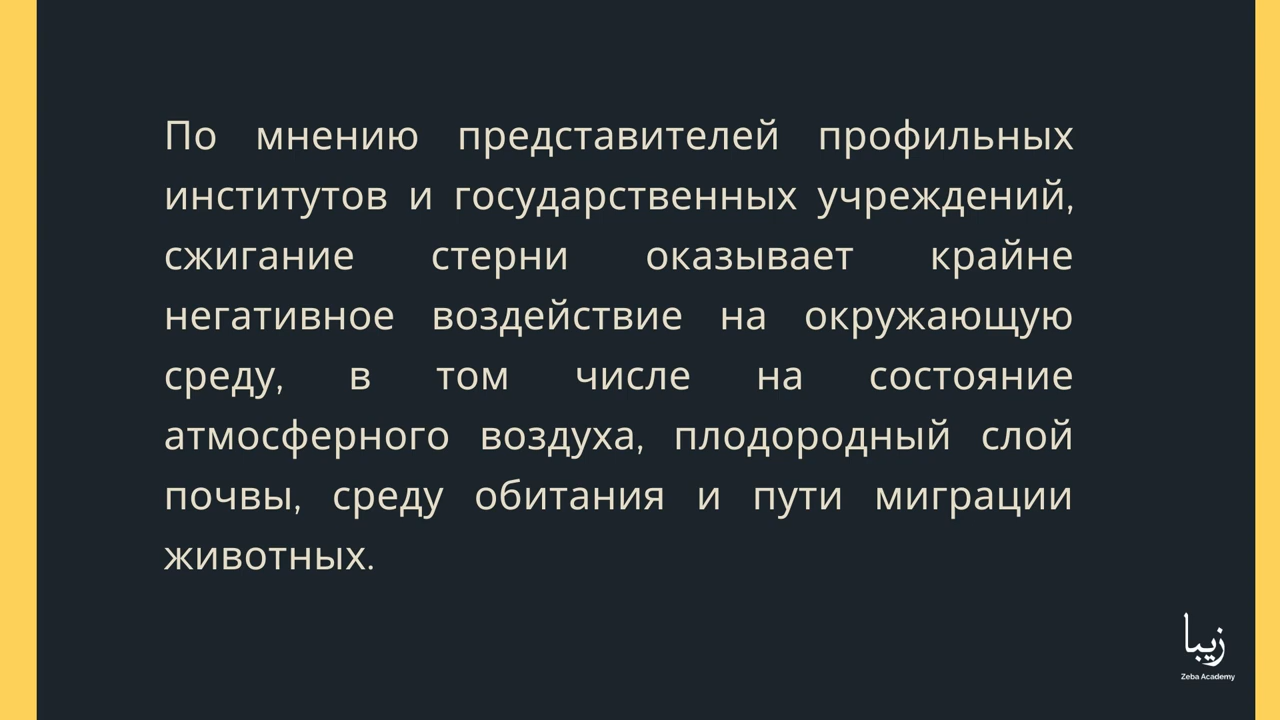 По мнению представителей профильных
институтов и государственных учреждений,
сжигание стерни оказывает крайне
негативное воздействие на окружающую
среду, в том числе на состояние
атмосферного воздуха, плодородный слой
почвы, среду обитания и пути миграции
животных.
زیبا
Zeba Academy